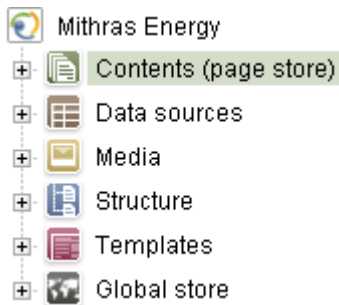 Mithras Energy
Contents (page store)
Data sources
Media
Structure
Templates
Global store